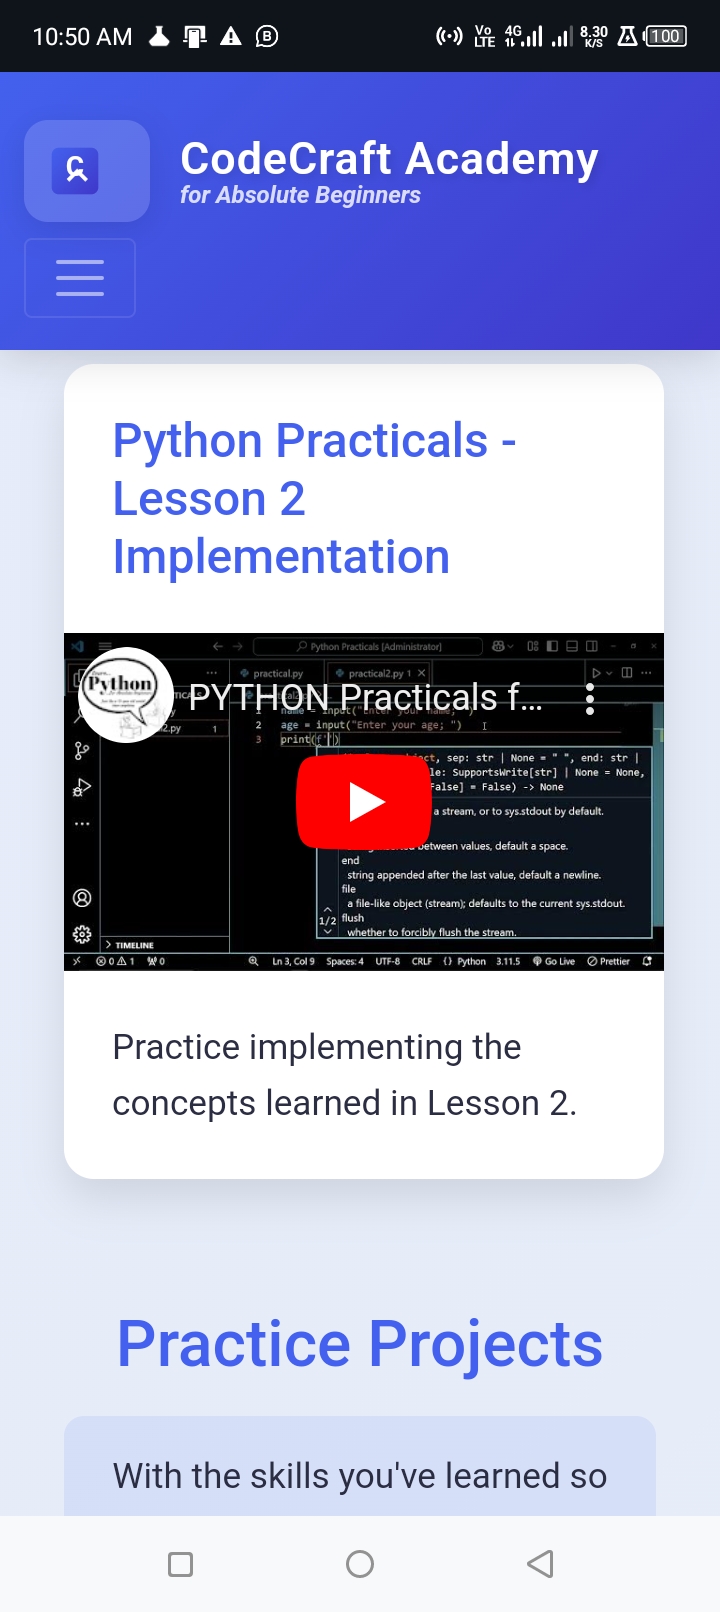 10:50 AM
Vo LTE 4G 8.30 K/S 100
CodeCraft Academy
for Absolute Beginners
Python Practicals -
Lesson 2
Implementation
Python Practicals [Administrator]
practical.py practical2.py 1
Python
PYTHON Practicals f...
1 name = input("Enter your name; ")
2 age = input("Enter your age; ")
3 print(f'')
1
, sep: str | None = " ", end: str |
le: SupportsWrite[str] | None = None,
False] = False) -> None
a stream, or to sys.stdout by default.
between values, default a space.
end
string appended after the last value, default a newline.
file
a file-like object (stream); defaults to the current sys.stdout.
1/2 flush
whether to forcibly flush the stream.
TIMELINE
0 1 0 Ln 3, Col 9 Spaces: 4 UTF-8 CRLF {} Python 3.11.5 Go Live Prettier
Practice implementing the
concepts learned in Lesson 2.
Practice Projects
With the skills you've learned so